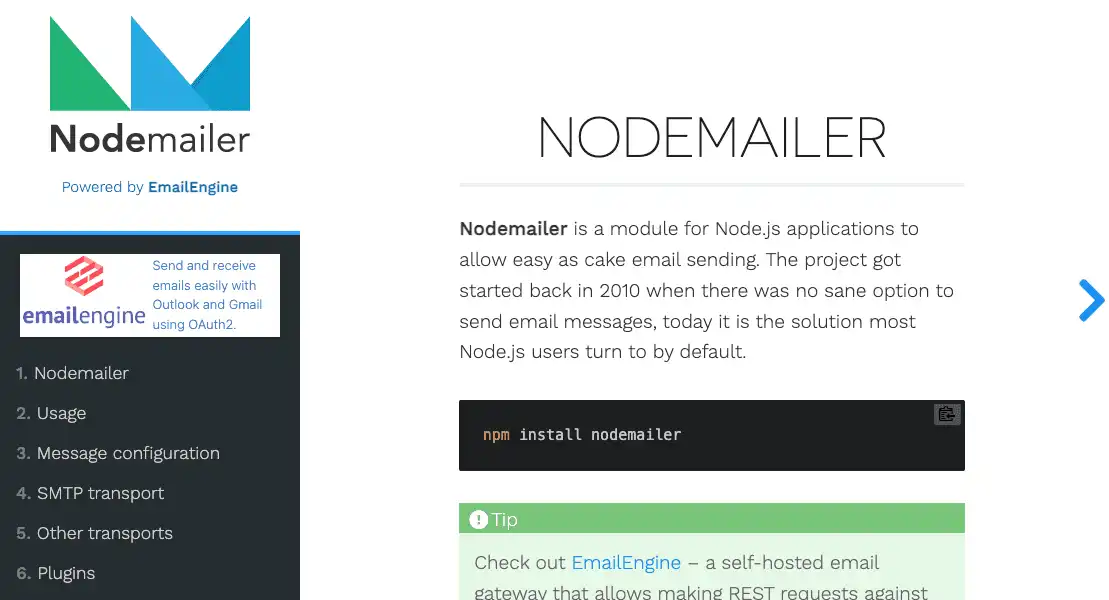 Nodemailer
Powered by EmailEngine
emailengine
Send and receive
emails easily with
Outlook and Gmail
using OAuth2.
1. Nodemailer
2. Usage
3. Message configuration
4. SMTP transport
5. Other transports
6. Plugins
NODEMAILER
Nodemailer is a module for Node.js applications to
allow easy as cake email sending. The project got
started back in 2010 when there was no sane option to
send email messages, today it is the solution most
Node.js users turn to by default.
npm install nodemailer
Tip
Check out EmailEngine – a self-hosted email
gateway that allows making REST requests against